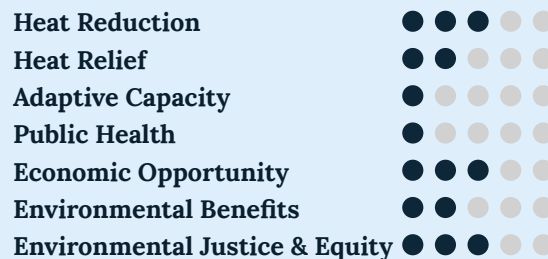 Heat Reduction
Heat Relief
Adaptive Capacity
Public Health
Economic Opportunity
Environmental Benefits
Environmental Justice & Equity